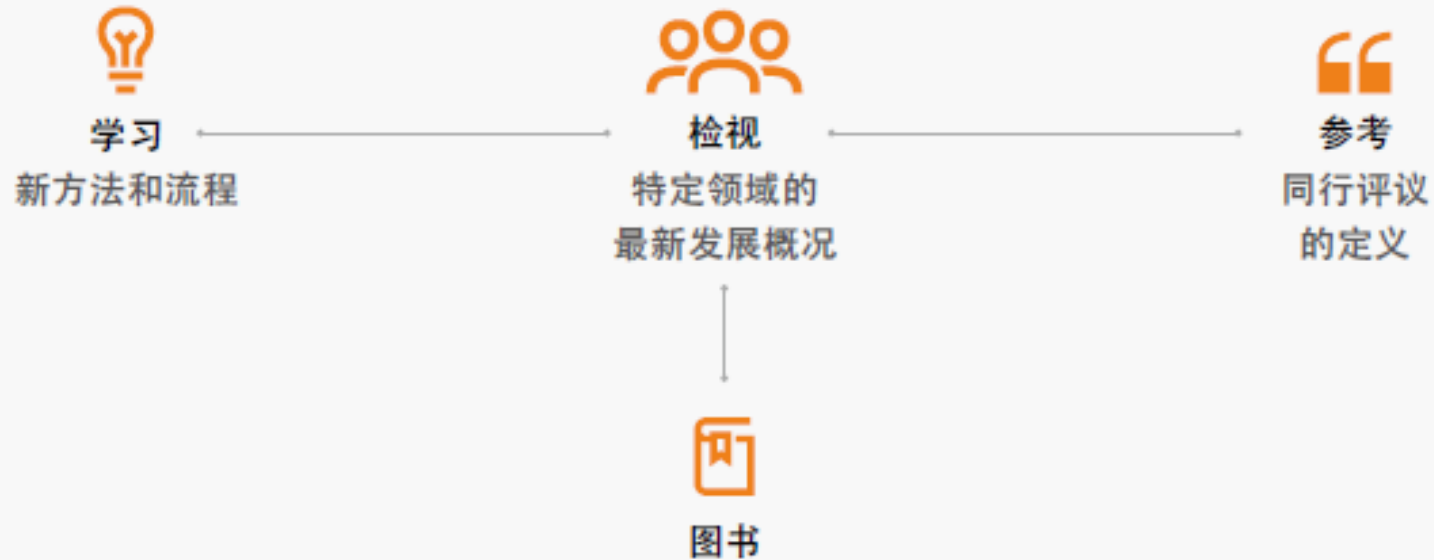 学习
新方法和流程
检视
特定领域的
最新发展概况
参考
同行评议
的定义
图书